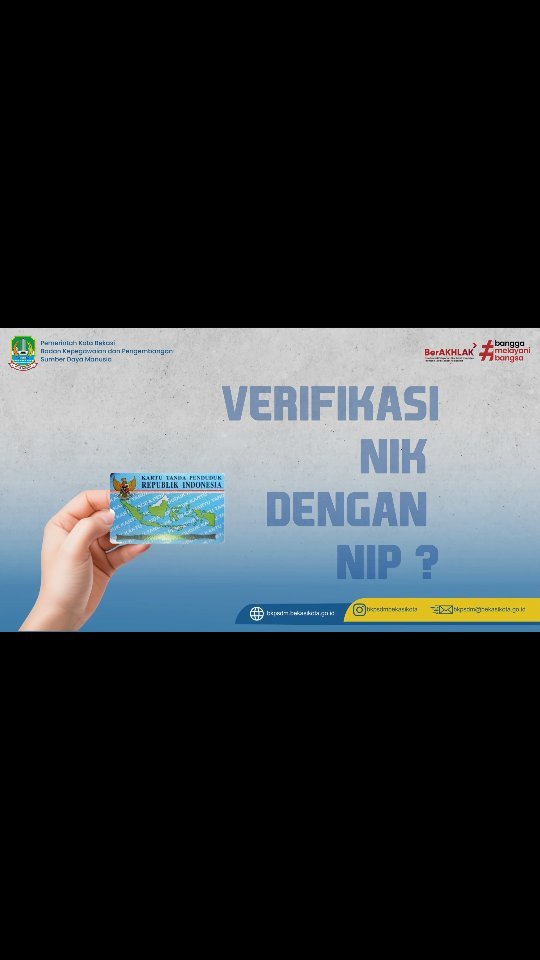 Pemerintah Kota Bekasi
Badan Kepegawaian dan Pengembangan
Sumber Daya Manusia
BerAKHLAK
#bangga
melayani
bangsa
VERIFIKASI
NIK
DENGAN
NIP ?
KARTU TANDA PENDUDUK
REPUBLIK INDONESIA
bkpsdm.bekasikota.go.id
bkpsdmbekasikota
bkpsdm@bekasikota.go.id